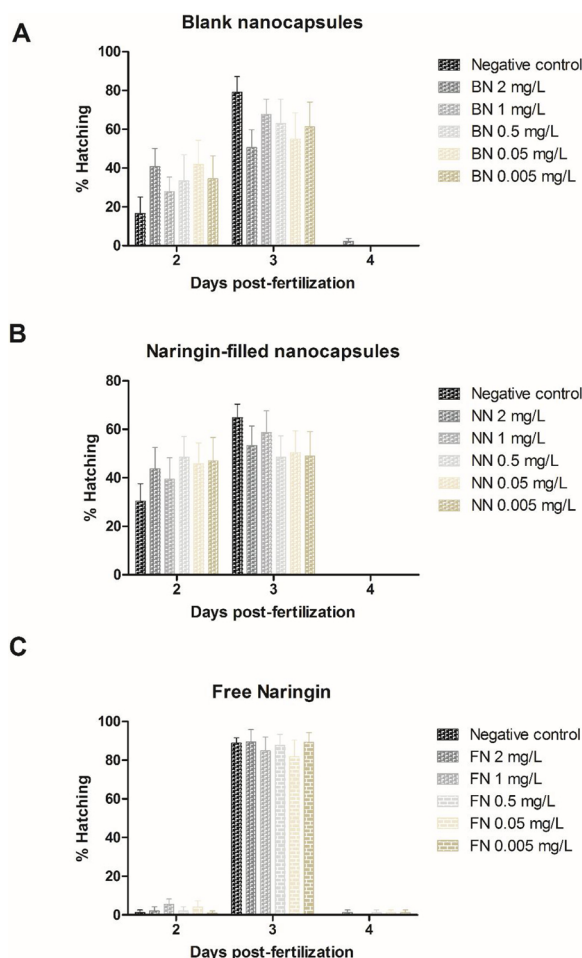 A
Blank nanocapsules
100
80
60
40
20
0
% Hatching
2 3 4
Days post-fertilization
Negative control
BN 2 mg/L
BN 1 mg/L
BN 0.5 mg/L
BN 0.05 mg/L
BN 0.005 mg/L
B
Naringin-filled nanocapsules
80
60
40
20
0
% Hatching
2 3 4
Days post-fertilization
Negative control
NN 2 mg/L
NN 1 mg/L
NN 0.5 mg/L
NN 0.05 mg/L
NN 0.005 mg/L
C
Free Naringin
100
80
60
40
20
0
% Hatching
2 3 4
Days post-fertilization
Negative control
FN 2 mg/L
FN 1 mg/L
FN 0.5 mg/L
FN 0.05 mg/L
FN 0.005 mg/L